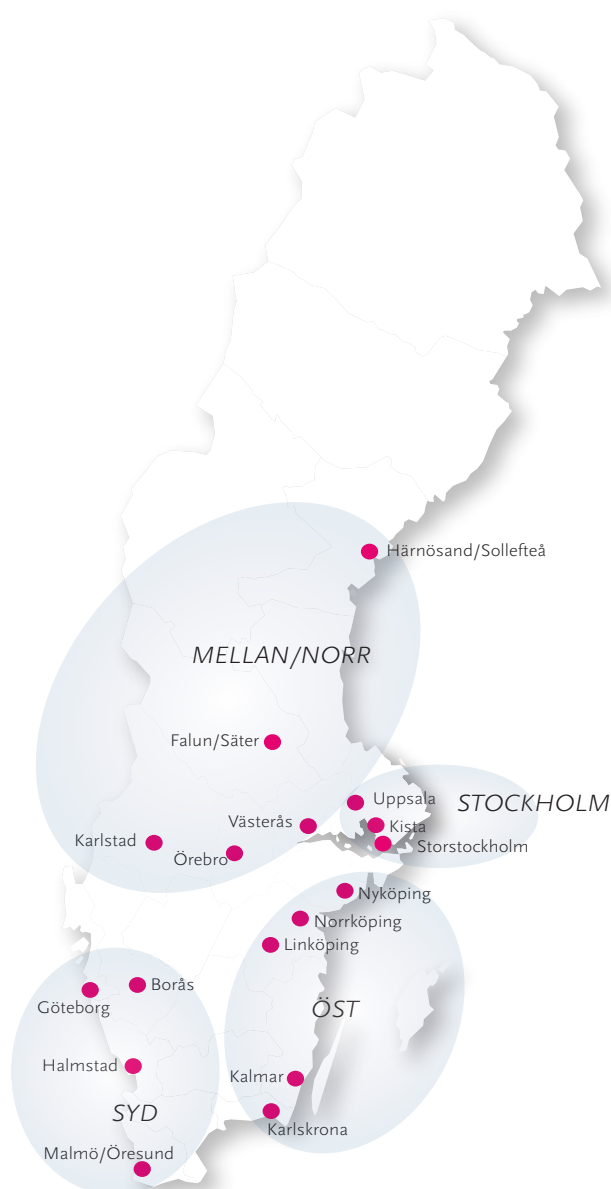 Härnösand/Sollefteå
MELLAN/NORR
Falun/Säter
Uppsala
STOCKHOLM
Västerås
Kista
Karlstad
Storstockholm
Örebro
Nyköping
Norrköping
Linköping
Borås
Göteborg
ÖST
Halmstad
Kalmar
SYD
Karlskrona
Malmö/Öresund